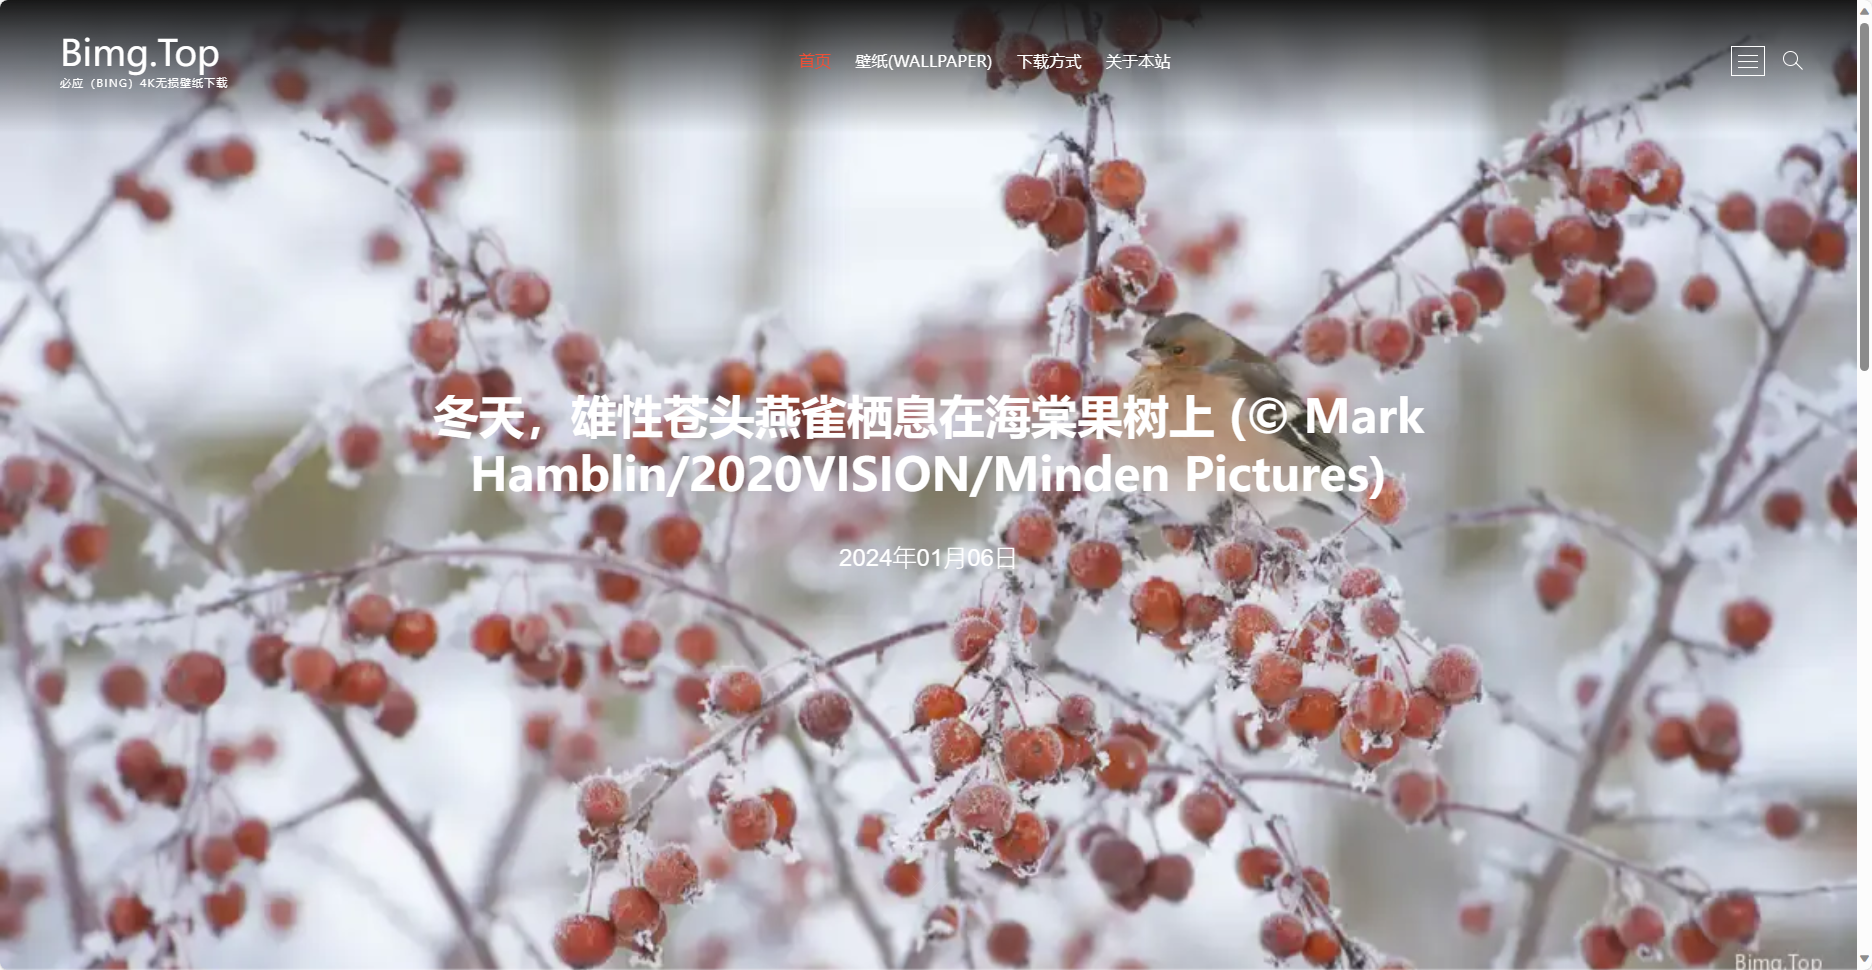 Bimg.Top
必应（BING）4K无损壁纸下载
首页 壁纸(WALLPAPER) 下载方式 关于本站
冬天，雄性苍头燕雀栖息在海棠果树上 (© Mark
Hamblin/2020VISION/Minden Pictures)
2024年01月06日
Bimg.Top